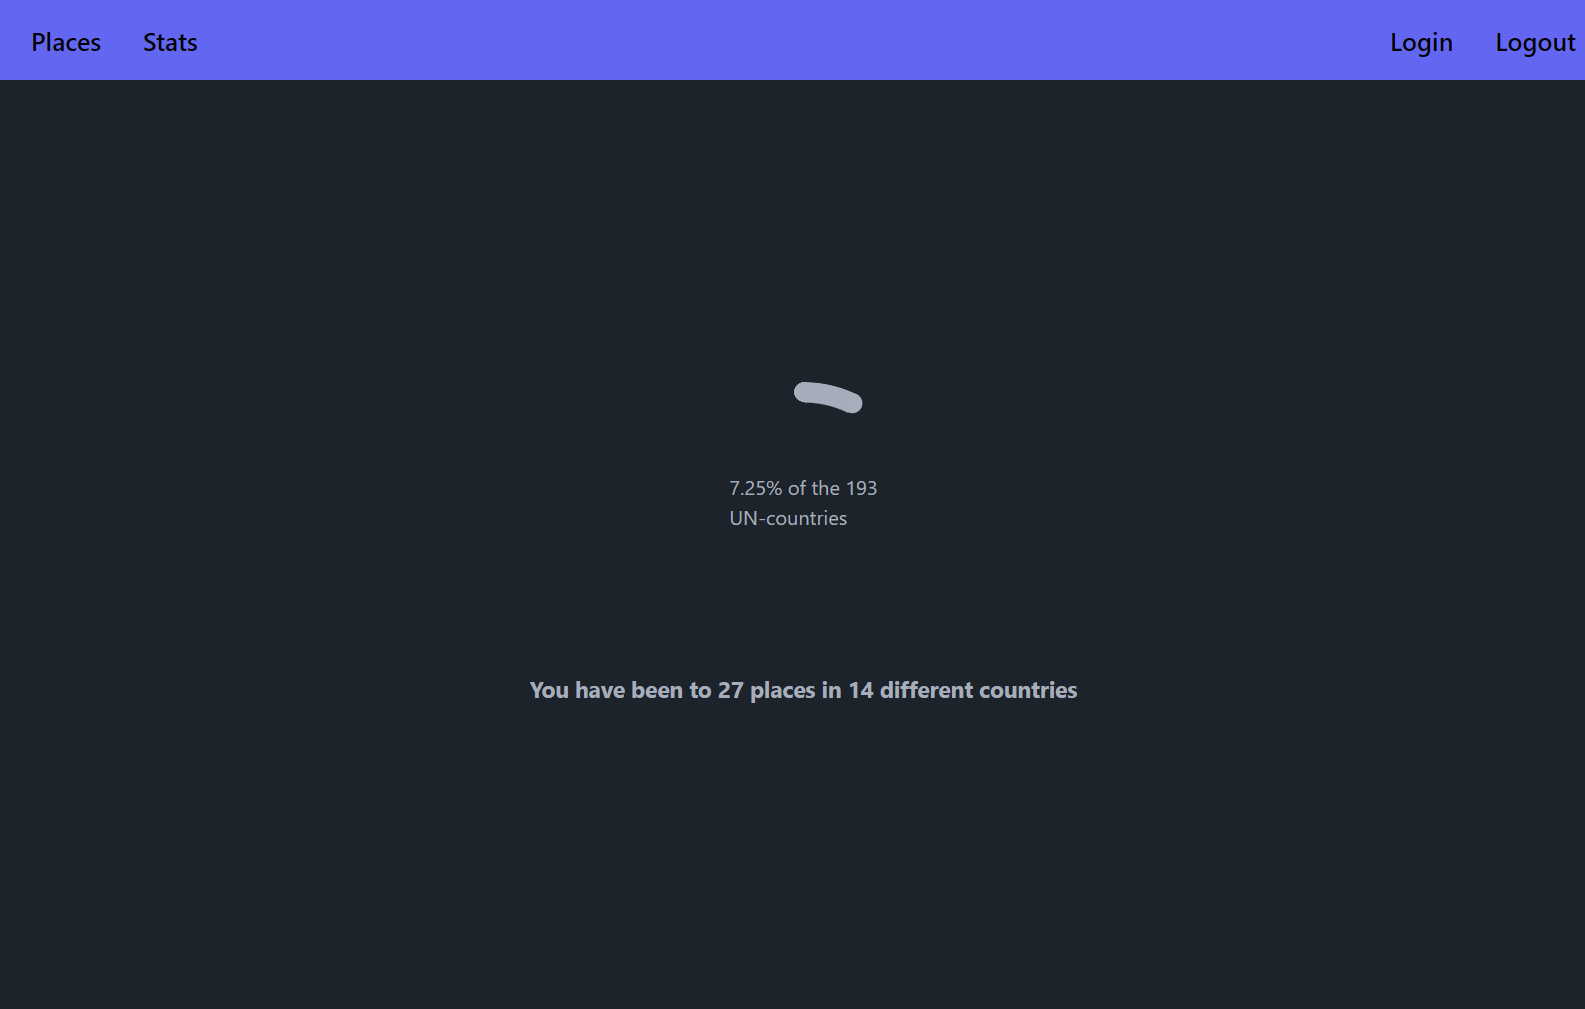 Places Stats Login Logout
7.25% of the 193
UN-countries
You have been to 27 places in 14 different countries